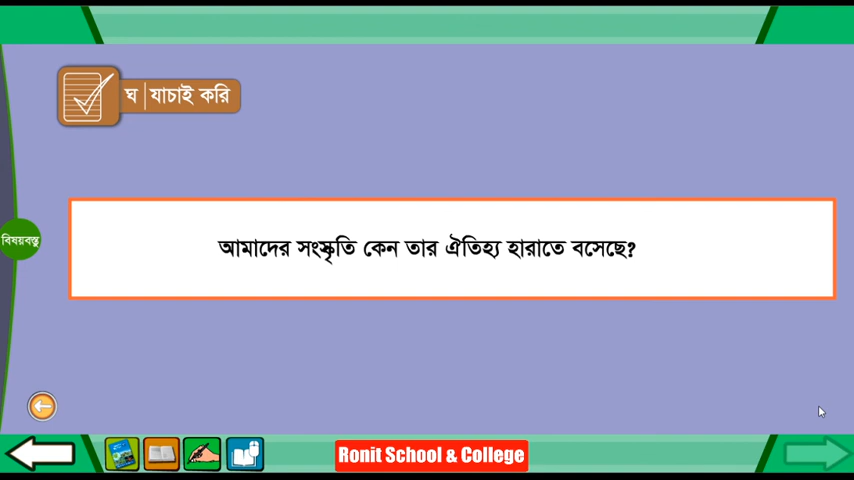 ঘ | যাচাই করি
আমাদের সংস্কৃতি কেন তার ঐতিহ্য হারাতে বসেছে?
বিষয়বস্তু
Ronit School & College